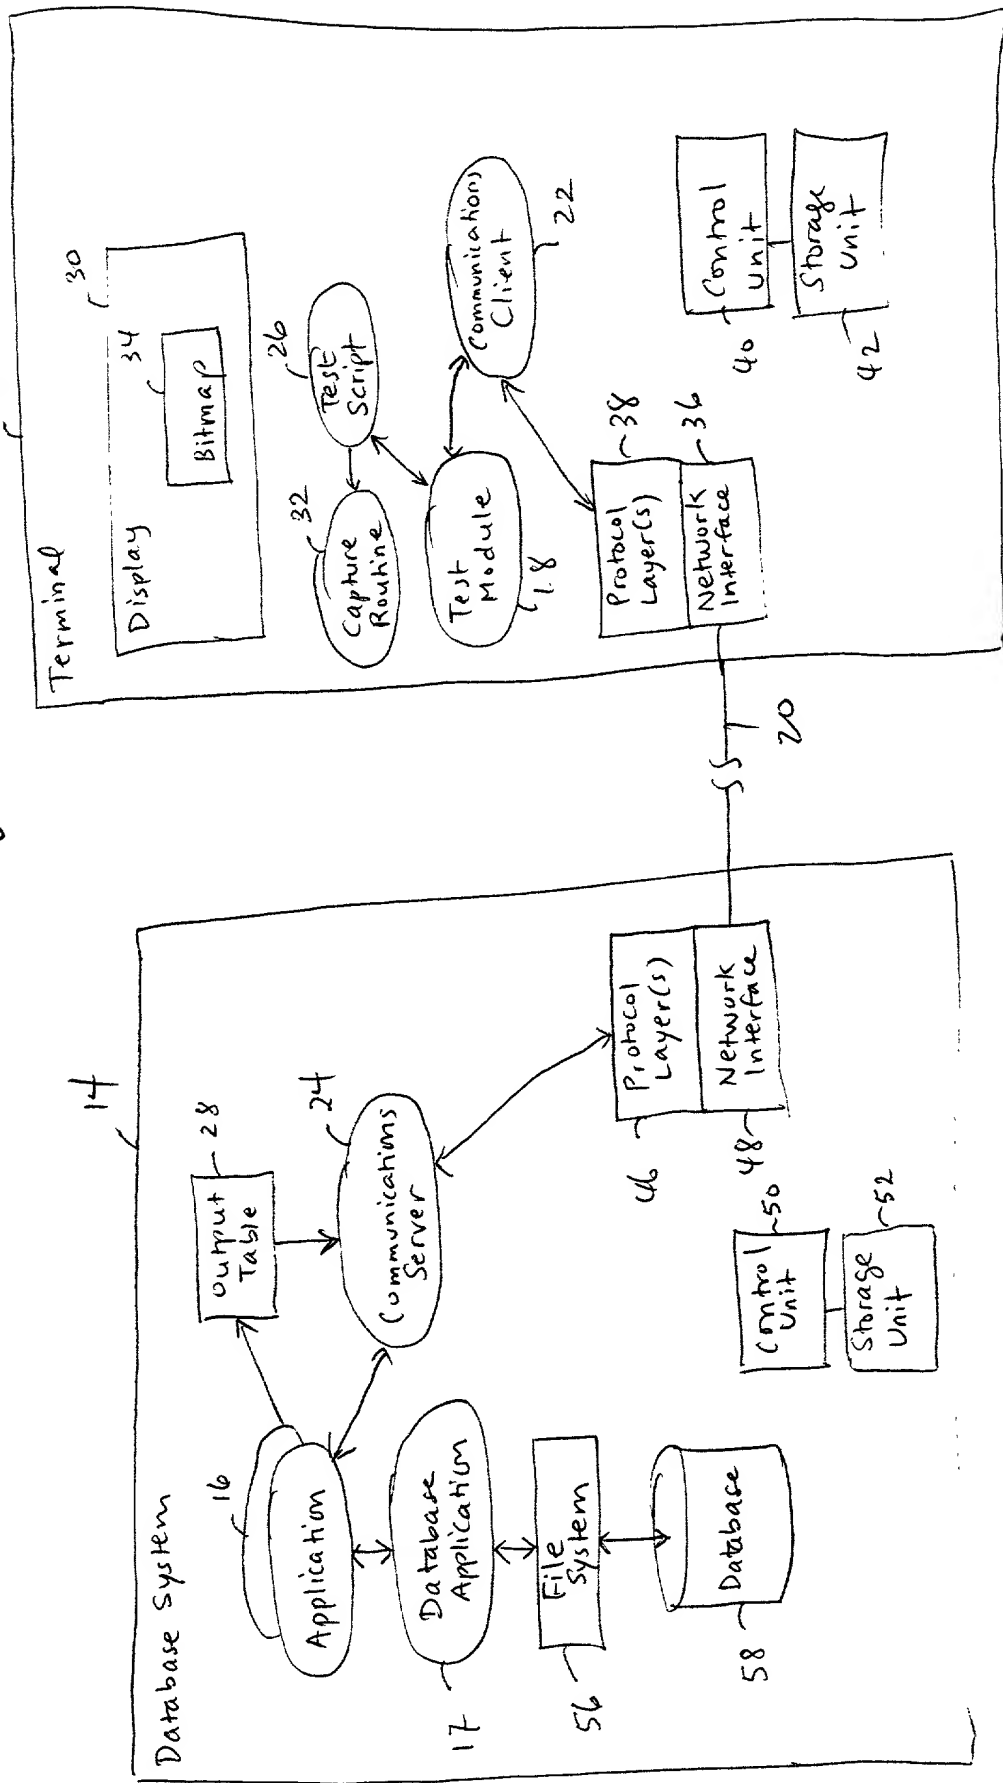 Terminal
Display
30
34
Bitmap
26
Test
Script
32
Capture
Routine
Test
Module
18
Communications
Client
22
38
Protocol
Layer(s)
36
Network
Interface
40
Control
Unit
42
Storage
Unit
20
14
Database System
16
Application
28
Output
Table
24
Communications
Server
17
Database
Application
56
File
System
58
Database
46
Protocol
Layer(s)
48
Network
Interface
50
Control
Unit
52
Storage
Unit